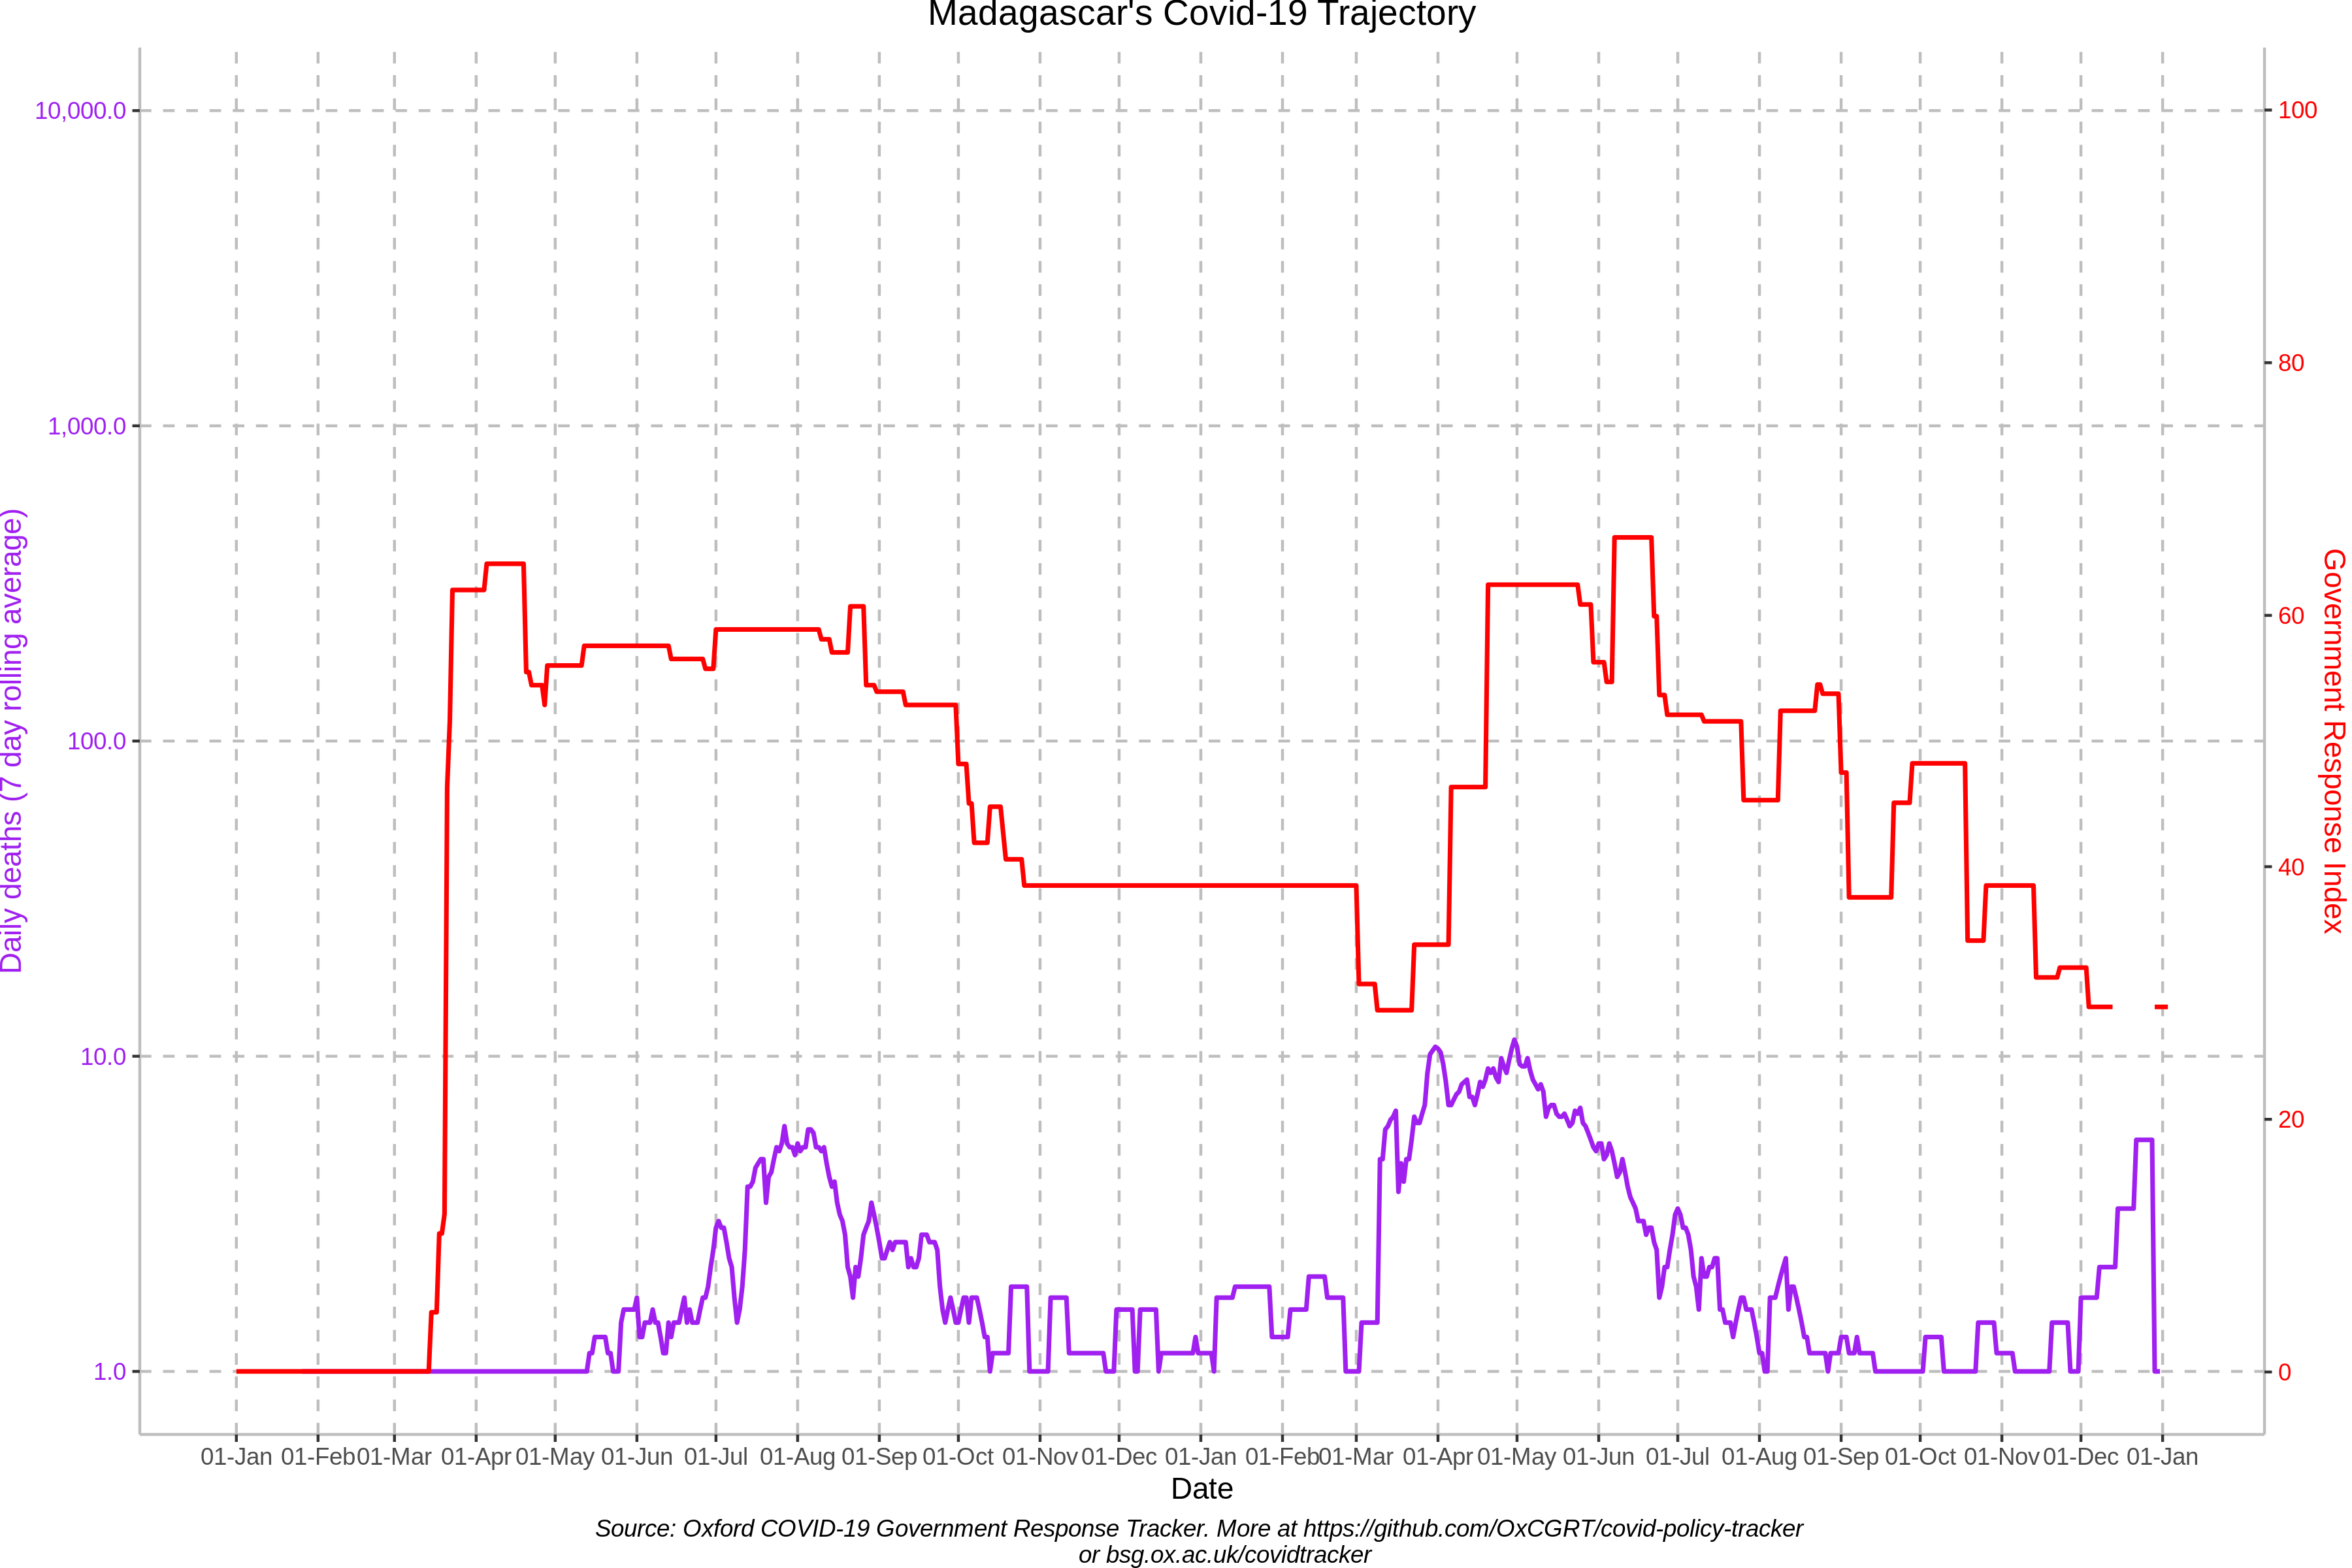 Madagascar's Covid-19 Trajectory
10,000.0
1,000.0
100.0
10.0
1.0
Daily deaths (7 day rolling average)
100
80
60
40
20
0
Government Response Index
01-Jan 01-Feb 01-Mar 01-Apr 01-May 01-Jun 01-Jul 01-Aug 01-Sep 01-Oct 01-Nov 01-Dec 01-Jan 01-Feb 01-Mar 01-Apr 01-May 01-Jun 01-Jul 01-Aug 01-Sep 01-Oct 01-Nov 01-Dec 01-Jan
Date
Source: Oxford COVID-19 Government Response Tracker. More at https://github.com/OxCGRT/covid-policy-tracker
or bsg.ox.ac.uk/covidtracker